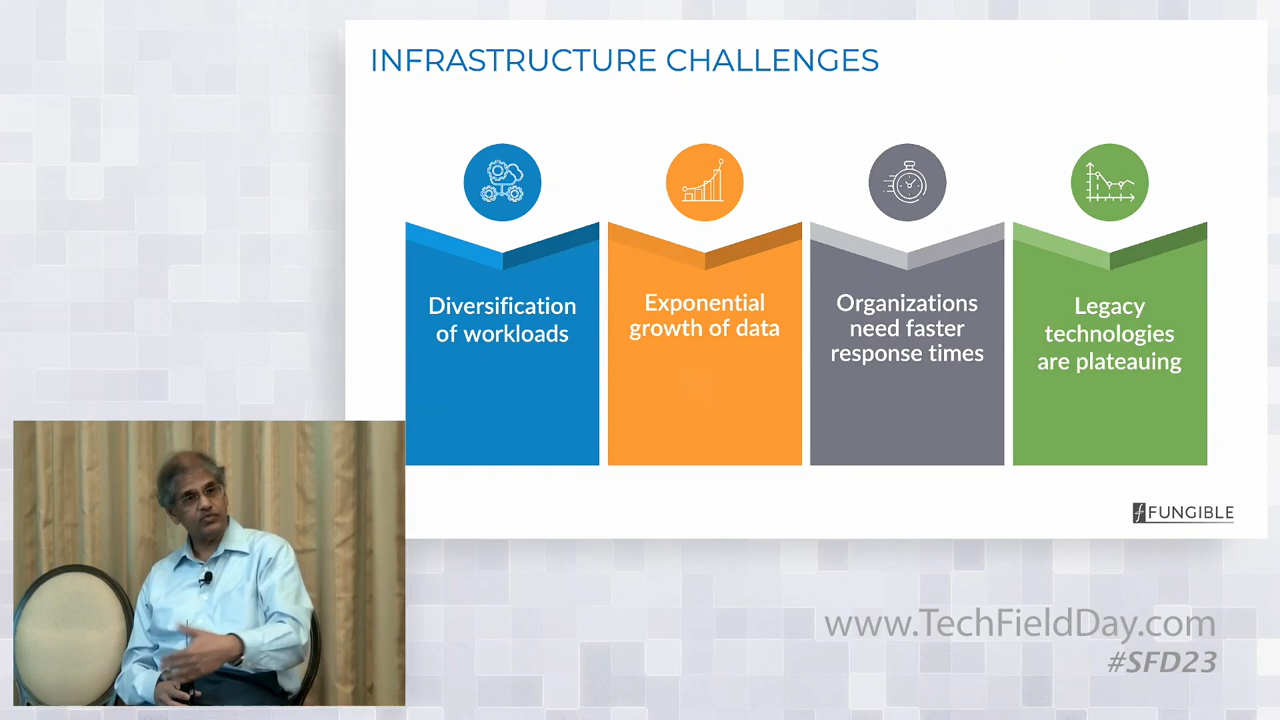 INFRASTRUCTURE CHALLENGES
Diversification
of workloads
Exponential
growth of data
Organizations
need faster
response times
Legacy
technologies
are plateauing
f FUNGIBLE
www.TechFieldDay.com
#SFD23